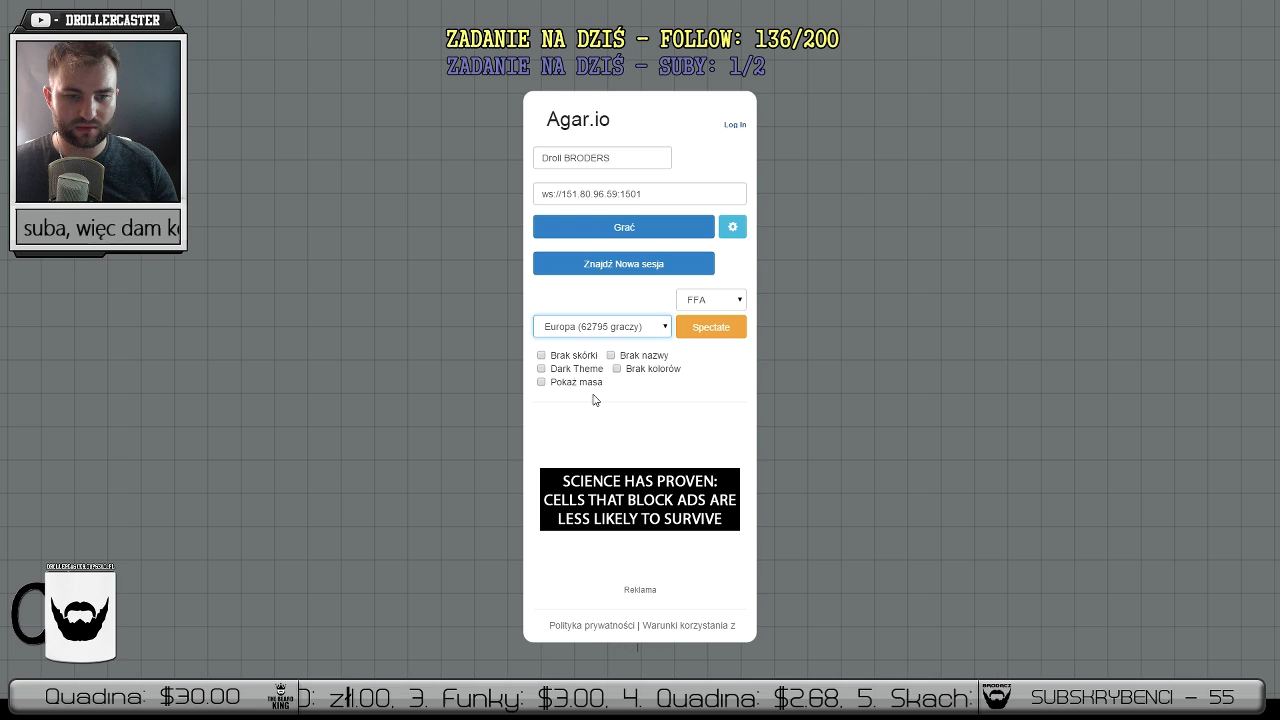 - DROLLERCASTER
ZADANIE NA DZIŚ - FOLLOW: 136/200
ZADANIE NA DZIŚ - SUBY: 1/2
suba, więc dam k
Agar.io
Log In
Droll BRODERS
ws://151.80.96.59:1501
Grać
Znajdź Nowa sesja
FFA
Europa (62795 graczy)
Spectate
Brak skórki
Brak nazwy
Dark Theme
Brak kolorów
Pokaż masa
SCIENCE HAS PROVEN:
CELLS THAT BLOCK ADS ARE
LESS LIKELY TO SURVIVE
Reklama
Polityka prywatności | Warunki korzystania z
Quadina: $30.00
THE BEARD
KING
: zł1.00, 3. Funky: $3.00, 4. Quadina: $2.68, 5. Skach:
BRODACZ
SUBSKRYBENCI - 55